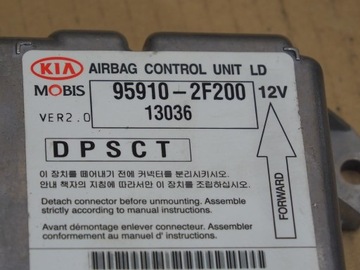 KIA AIRBAG CONTROL UNIT LD
MOBIS 95910-2F200 12V
VER2.0 13036
DPSCT
이 장치를 떼어내기 전에 커넥터를 분리시키시오.
안내 책자의 지침에 따라서만 이 장치를 조립하십시오.
Detach connector before unmounting. Assemble
strictly according to manual instructions.
Avant démontage enlever connecteur. Assembler
conformement au manuel d' instructions.
FORWARD